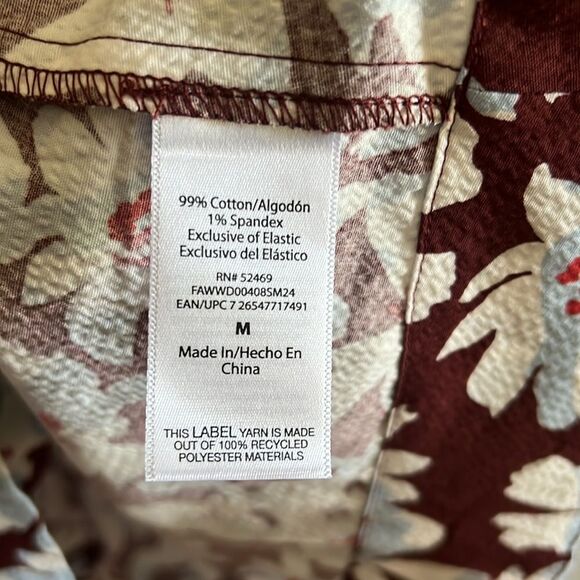 99% Cotton/Algodón
1% Spandex
Exclusive of Elastic
Exclusivo del Elástico
RN# 52469
FAWWD00408SM24
EAN/UPC 7 26547717491
M
Made In/Hecho En
China
THIS LABEL YARN IS MADE
OUT OF 100% RECYCLED
POLYESTER MATERIALS